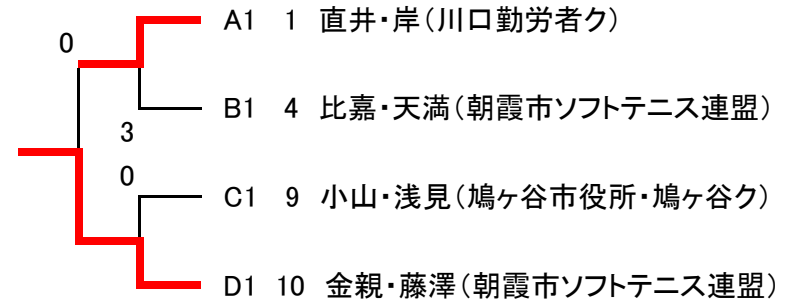 A1 1 直井・岸(川口勤労者ク)
0
B1 4 比嘉・天満(朝霞市ソフトテニス連盟)
3
0
C1 9 小山・浅見(鳩ヶ谷市役所・鳩ヶ谷ク)
D1 10 金親・藤澤(朝霞市ソフトテニス連盟)